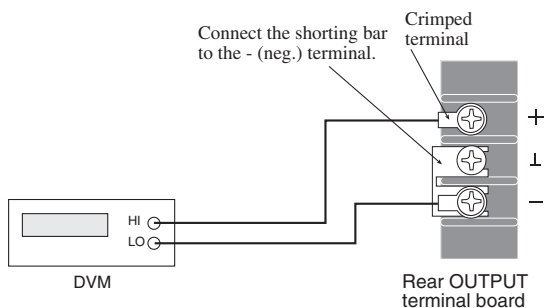 Connect the shorting bar
to the - (neg.) terminal.
Crimped
terminal
+
⊥
−
HI
LO
DVM
Rear OUTPUT
terminal board